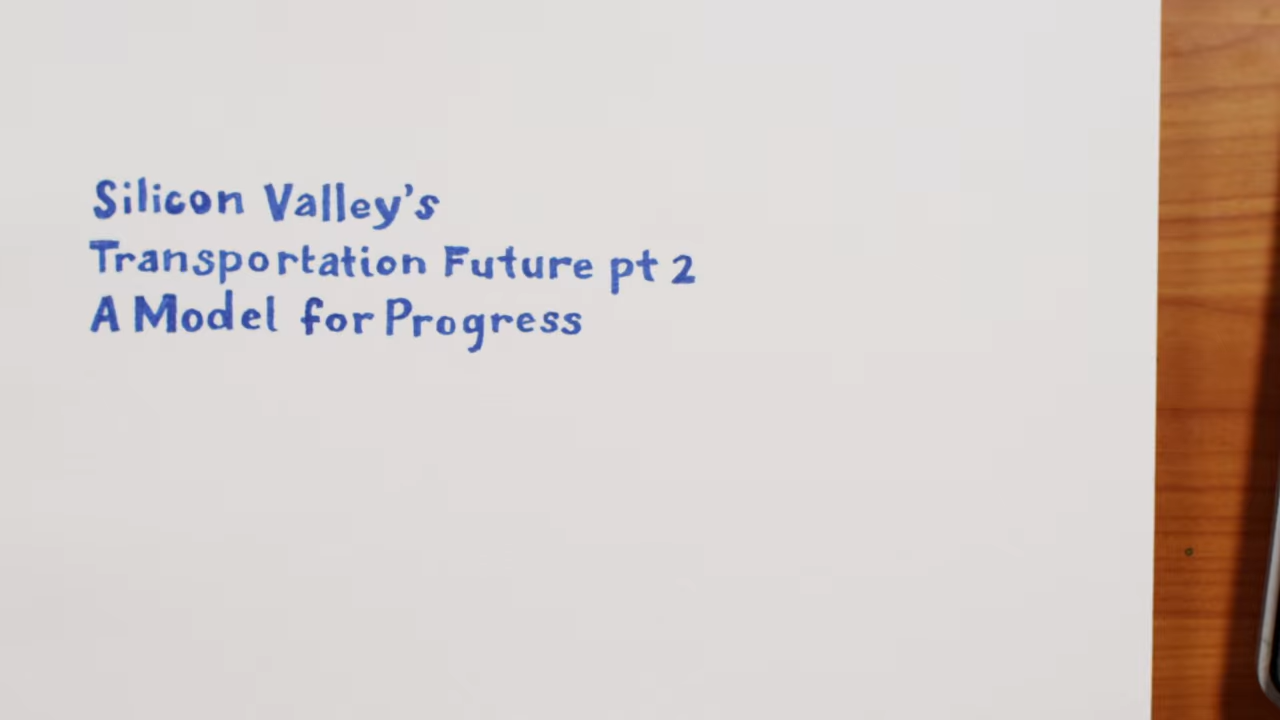 Silicon Valley's
Transportation Future pt 2
A Model for Progress